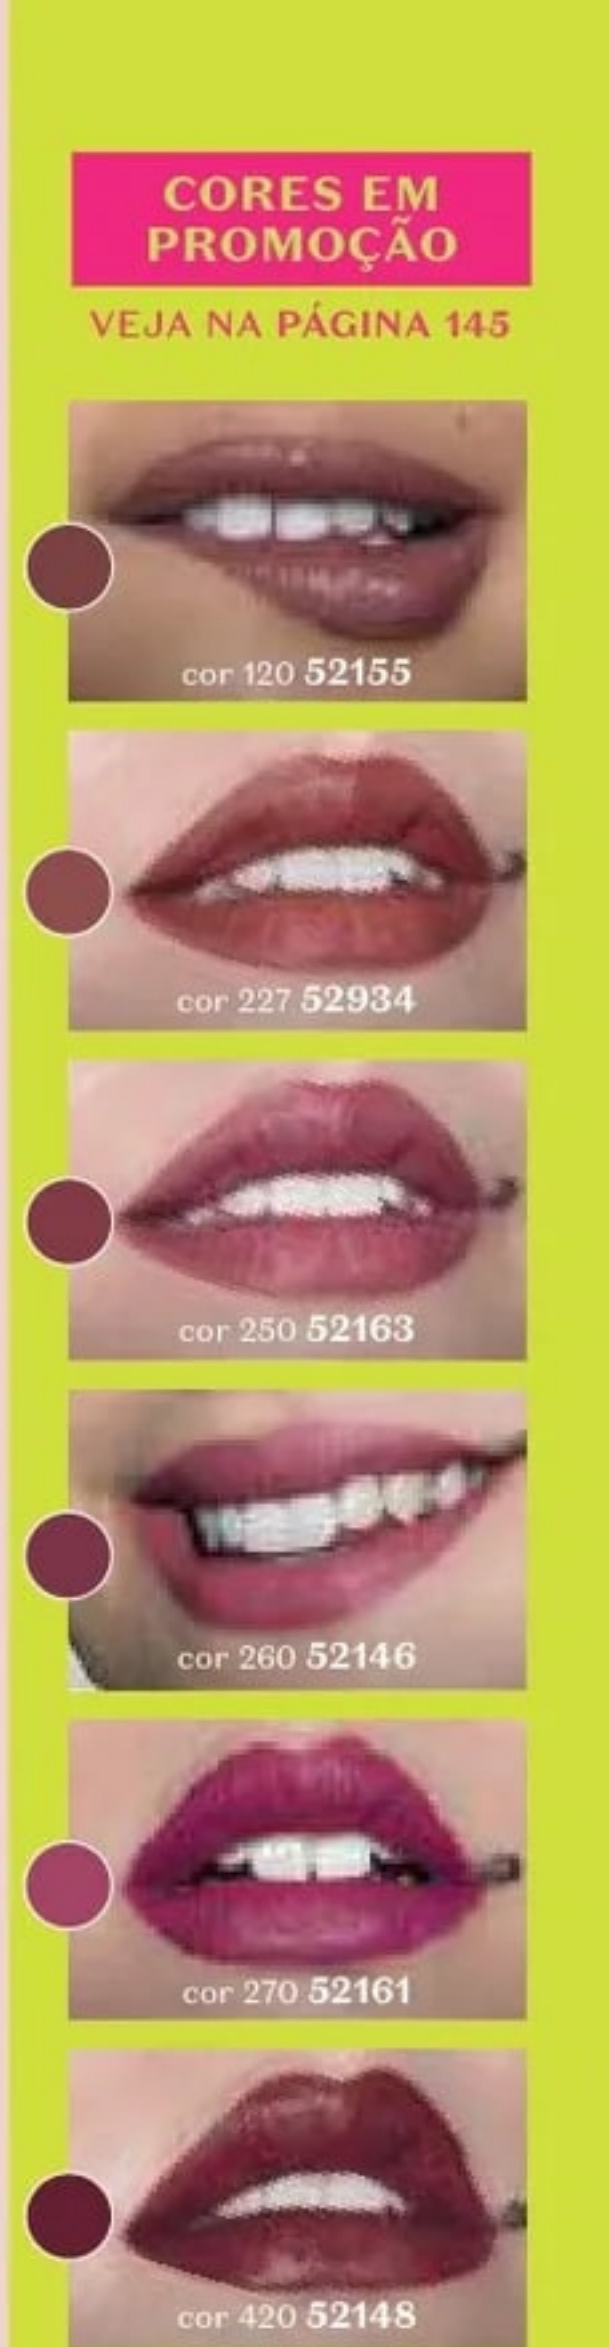 CORES EM
PROMOÇÃO
VEJA NA PÁGINA 145
cor 120 52155
cor 227 52934
cor 250 52163
cor 260 52146
cor 270 52161
cor 420 52148